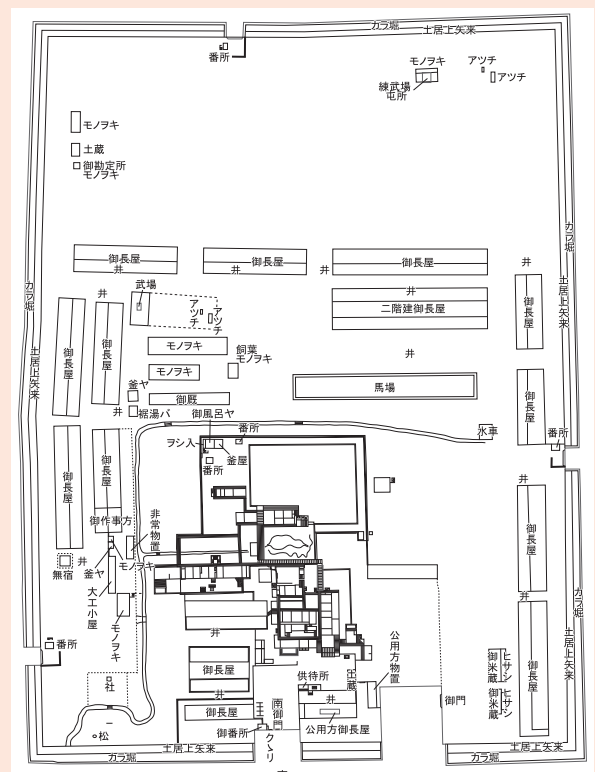 カラ堀
土居上矢来
番所
モノヲキ
練武場
屯所
アツチ
アツチ
モノヲキ
土蔵
御勘定所
モノヲキ
カラ堀
土居上矢来
カラ堀
土居上矢来
御長屋
井
御長屋
井
井
御長屋
井
井
二階建御長屋
御長屋
井
武場
アツチ
アツチ
御長屋
御長屋
モノヲキ
飼葉
モノヲキ
モノヲキ
井
馬場
御長屋
釜ヤ
御厩
井
裾湯バ
御風呂ヤ
番所
水車
番所
ヲシ入
釜屋
番所
御長屋
御長屋
井
御作事方
非常物置
御長屋
無宿
井
釜ヤ
モノヲキ
大工小屋
モノヲキ
井
カラ堀
土居上矢来
番所
社
松
井
御長屋
井
御長屋
御番所
南御門
クヽリ
供待所
井
公用方御長屋
公用方物置
御門
御米蔵
ヒサシ
御米蔵
ヒサシ
御長屋
土居上矢来
カラ堀
土居上矢来
カラ堀